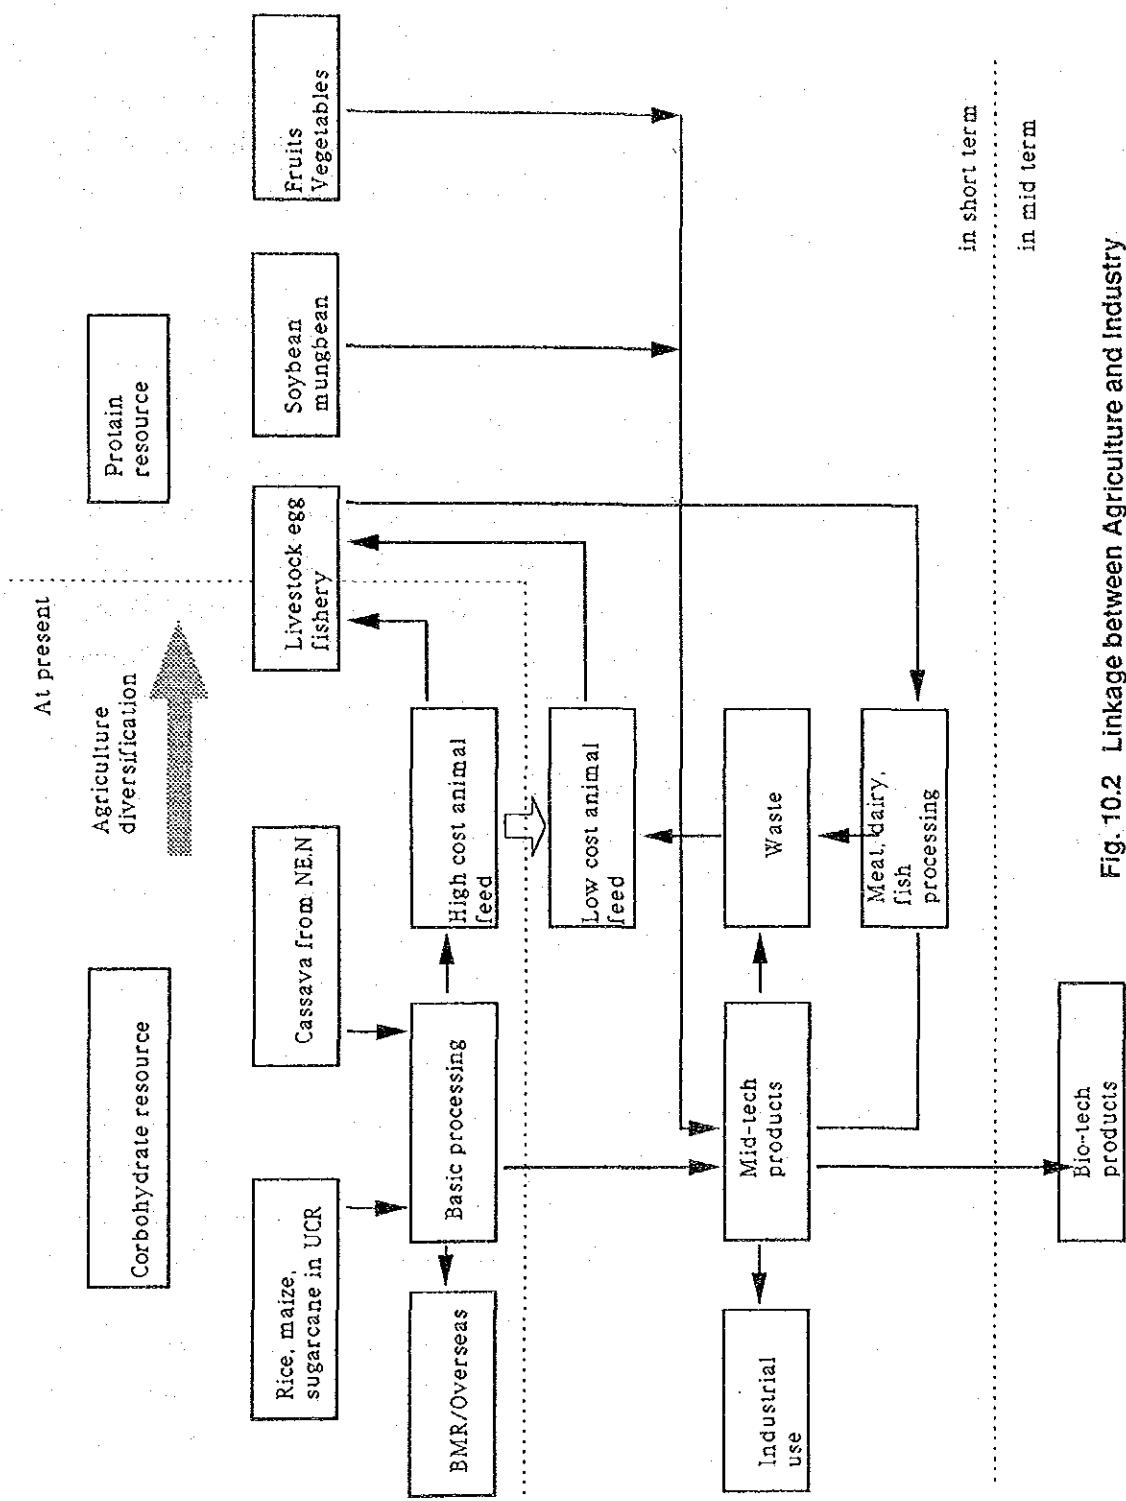 At present
Agriculture
diversification
Corbohydrate resource
Protain
resource
Rice, maize,
sugarcane in UCR
Cassava from NE.N
Livestock egg
fishery
Soybean
mungbean
Fruits
Vegetables
BMR/Overseas
Basic processing
High cost animal
feed
Low cost animal
feed
Industrial
use
Mid-tech
products
Waste
Meat, dairy,
fish
processing
in short term
in mid term
Bio-tech
products
Fig. 10.2 Linkage between Agriculture and Industry